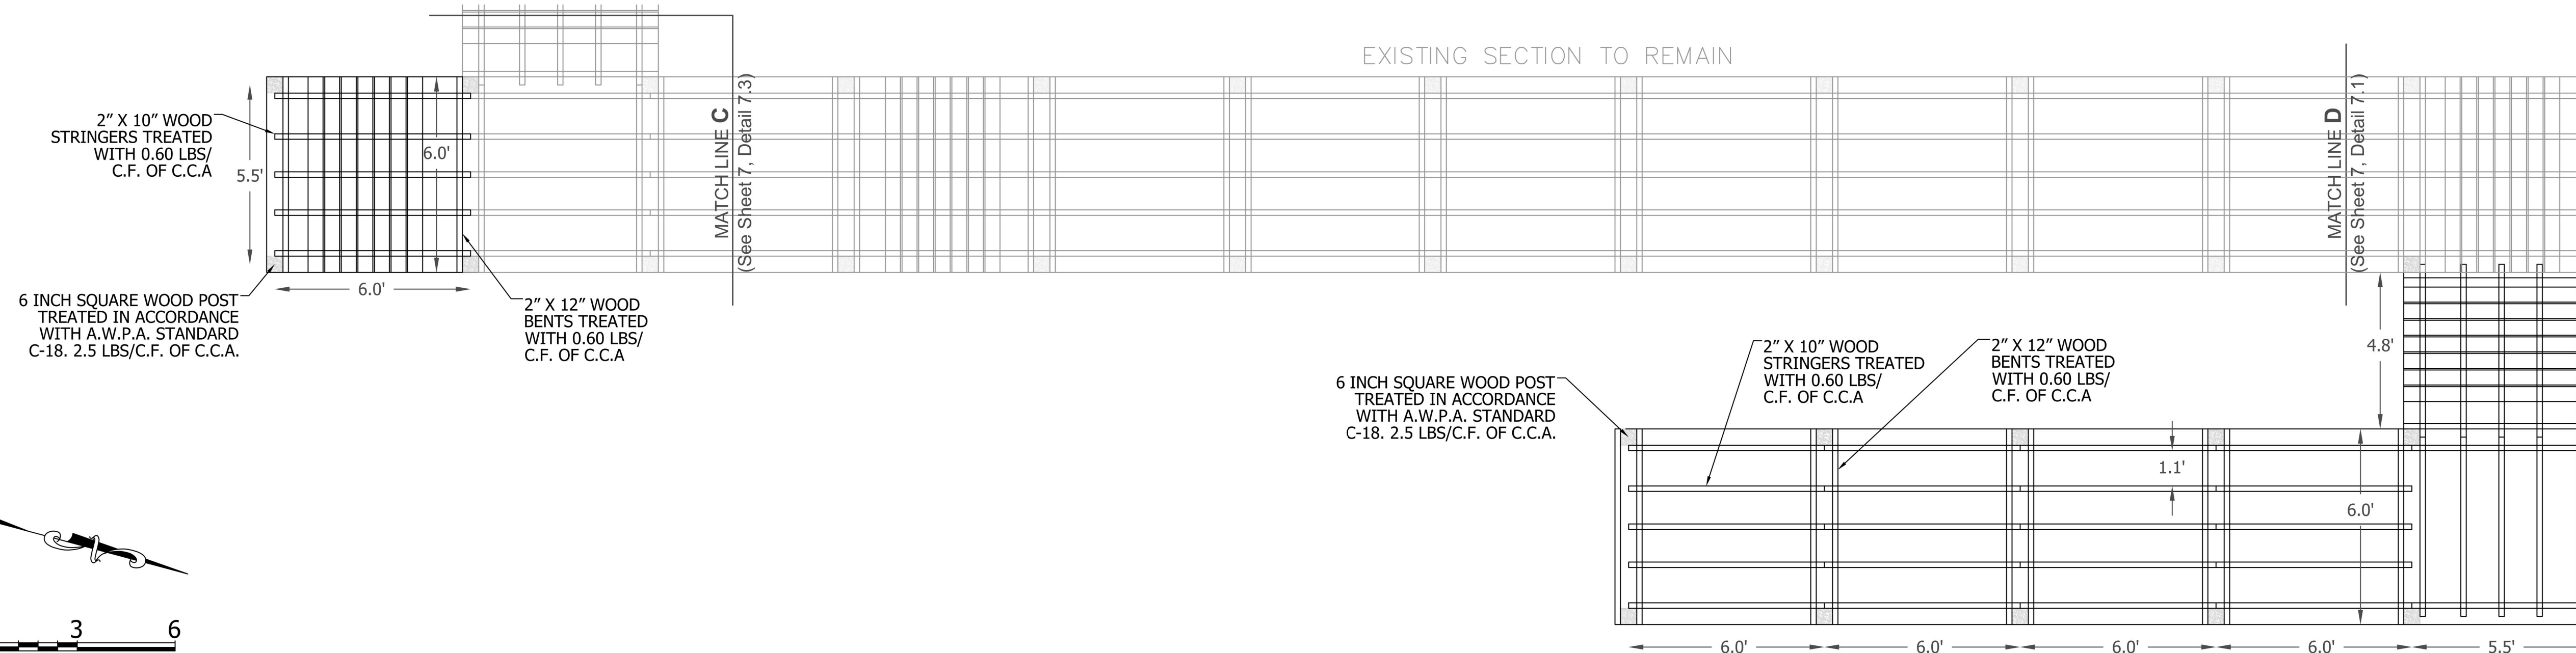 EXISTING SECTION TO REMAIN
2" X 10" WOOD
STRINGERS TREATED
WITH 0.60 LBS/
C.F. OF C.C.A
5.5'
6.0'
6.0'
6 INCH SQUARE WOOD POST
TREATED IN ACCORDANCE
WITH A.W.P.A. STANDARD
C-18. 2.5 LBS/C.F. OF C.C.A.
2" X 12" WOOD
BENTS TREATED
WITH 0.60 LBS/
C.F. OF C.C.A
MATCH LINE C
(See Sheet 7, Detail 7.3)
MATCH LINE D
(See Sheet 7, Detail 7.1)
4.8'
6 INCH SQUARE WOOD POST
TREATED IN ACCORDANCE
WITH A.W.P.A. STANDARD
C-18. 2.5 LBS/C.F. OF C.C.A.
2" X 10" WOOD
STRINGERS TREATED
WITH 0.60 LBS/
C.F. OF C.C.A
2" X 12" WOOD
BENTS TREATED
WITH 0.60 LBS/
C.F. OF C.C.A
1.1'
6.0'
6.0'
6.0'
6.0'
6.0'
5.5'
3
6